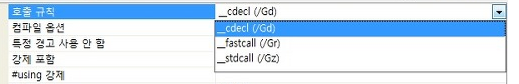 호출 규칙 __cdecl (/Gd)
컴파일 옵션 __cdecl (/Gd)
특정 경고 사용 안 함 __fastcall (/Gr)
강제 포함 __stdcall (/Gz)
#using 강제